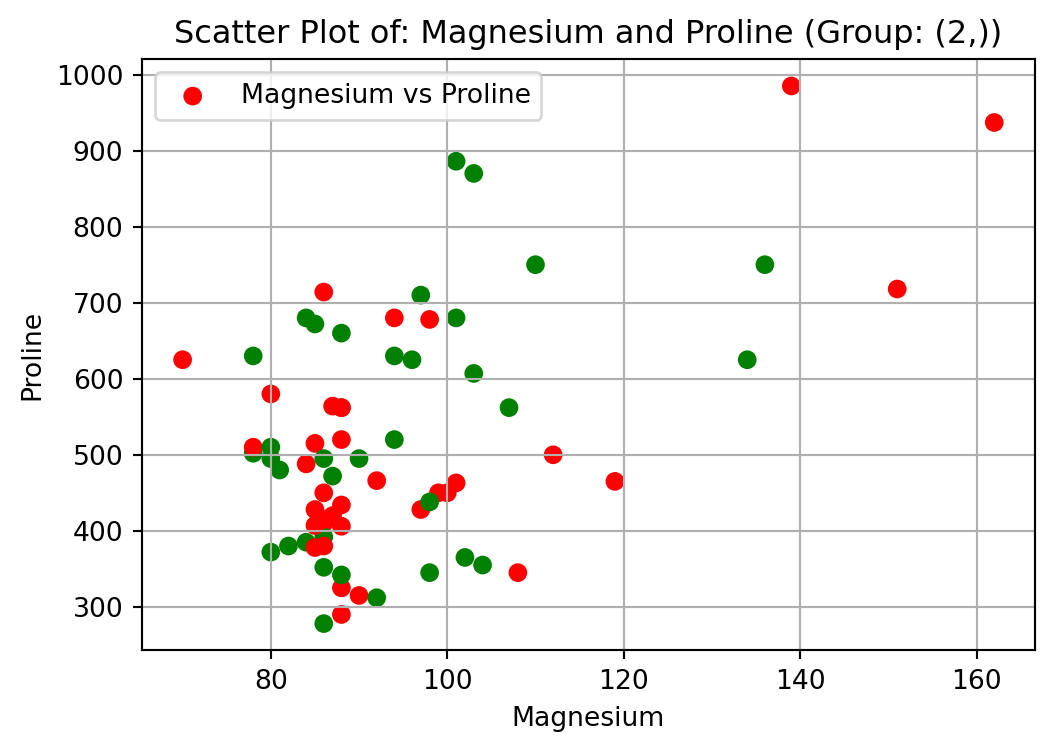 Scatter Plot of: Magnesium and Proline (Group: (2,))
Magnesium vs Proline
1000
900
800
700
600
500
400
300
Proline
80 100 120 140 160
Magnesium